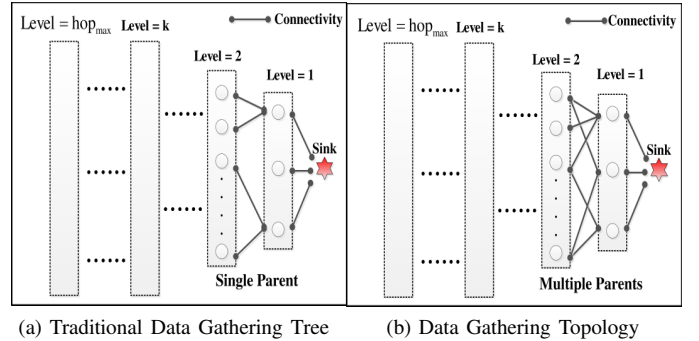 Level = hop_max
Level = k
Connectivity
Level = 2
Level = 1
Sink
Single Parent
Level = hop_max
Level = k
Connectivity
Level = 2
Level = 1
Sink
Multiple Parents
(a) Traditional Data Gathering Tree
(b) Data Gathering Topology